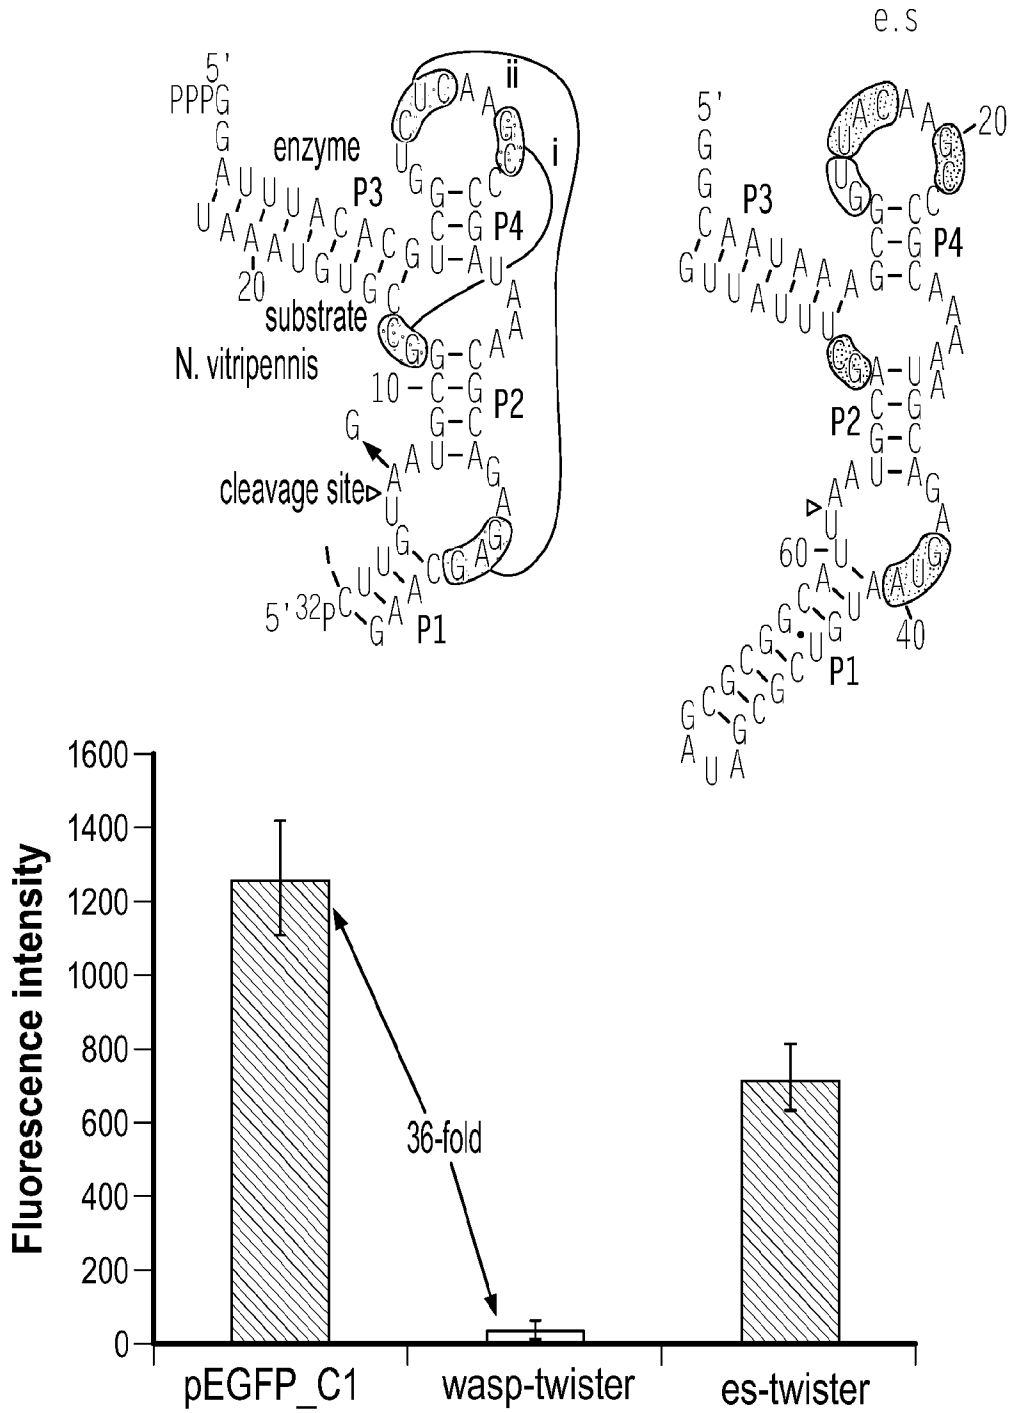 e.s
5'
PPPG
G
A U U U A C A C G
U A A A U G U G C
20
enzyme
P3
U C A A
ii
C
U
G
G
C
C
i
G–C
C–G
U–A U
P4
A
A
A
substrate
C G
N. vitripennis
G–C
10 –C–G
G–C
U–A
P2
G
A A
cleavage site
U
G
G
A
G
A
G
C
C U U
A
A
G
5' 32p
P1
5'
G
G
G
C A A U A A A
G U U A U U U
P3
U A C A A
U
G
G
C
C
20
G–C
C–G
G–C
P4
A
A
A
A
A
C G
A–U
C–G
G–C
U–A
P2
A A
U
60 –U
G
A
G
U
A
A
40
A
C
G
G
C
G
C
G
A
U
A
G
C
G
C
U
G
U
P1
Fluorescence intensity
1600
1400
1200
1000
800
600
400
200
0
36-fold
pEGFP_C1
wasp-twister
es-twister